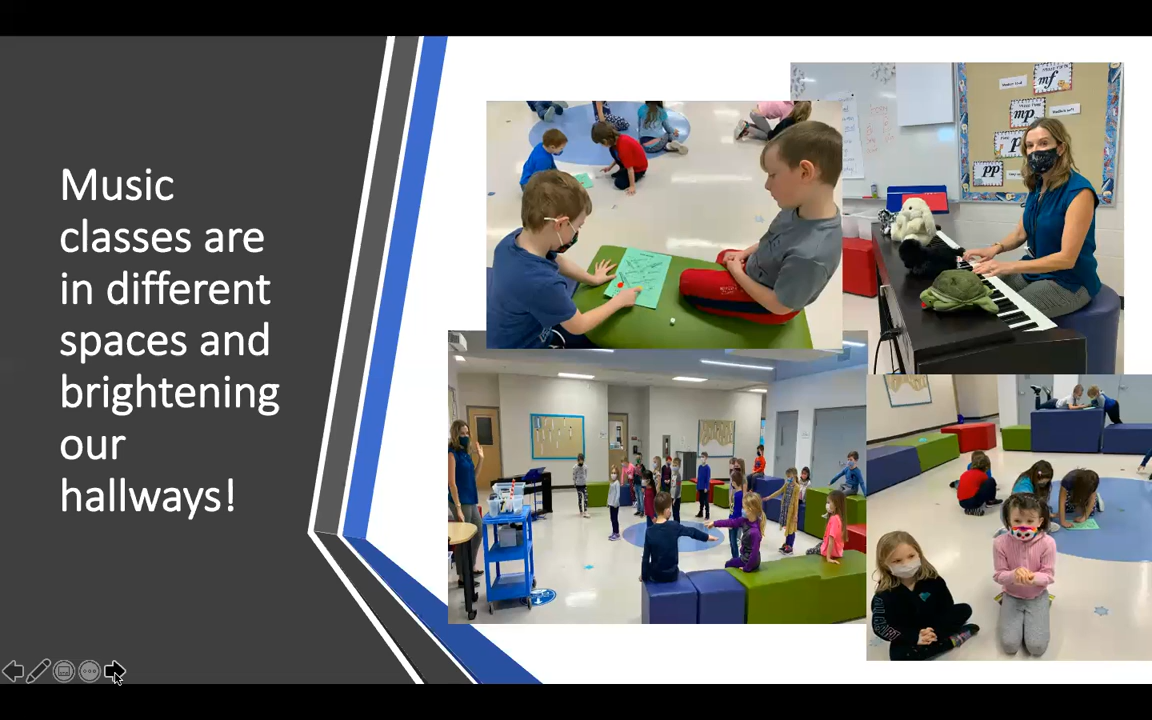 Music
classes are
in different
spaces and
brightening
our
hallways!
mf
mp
p
pp